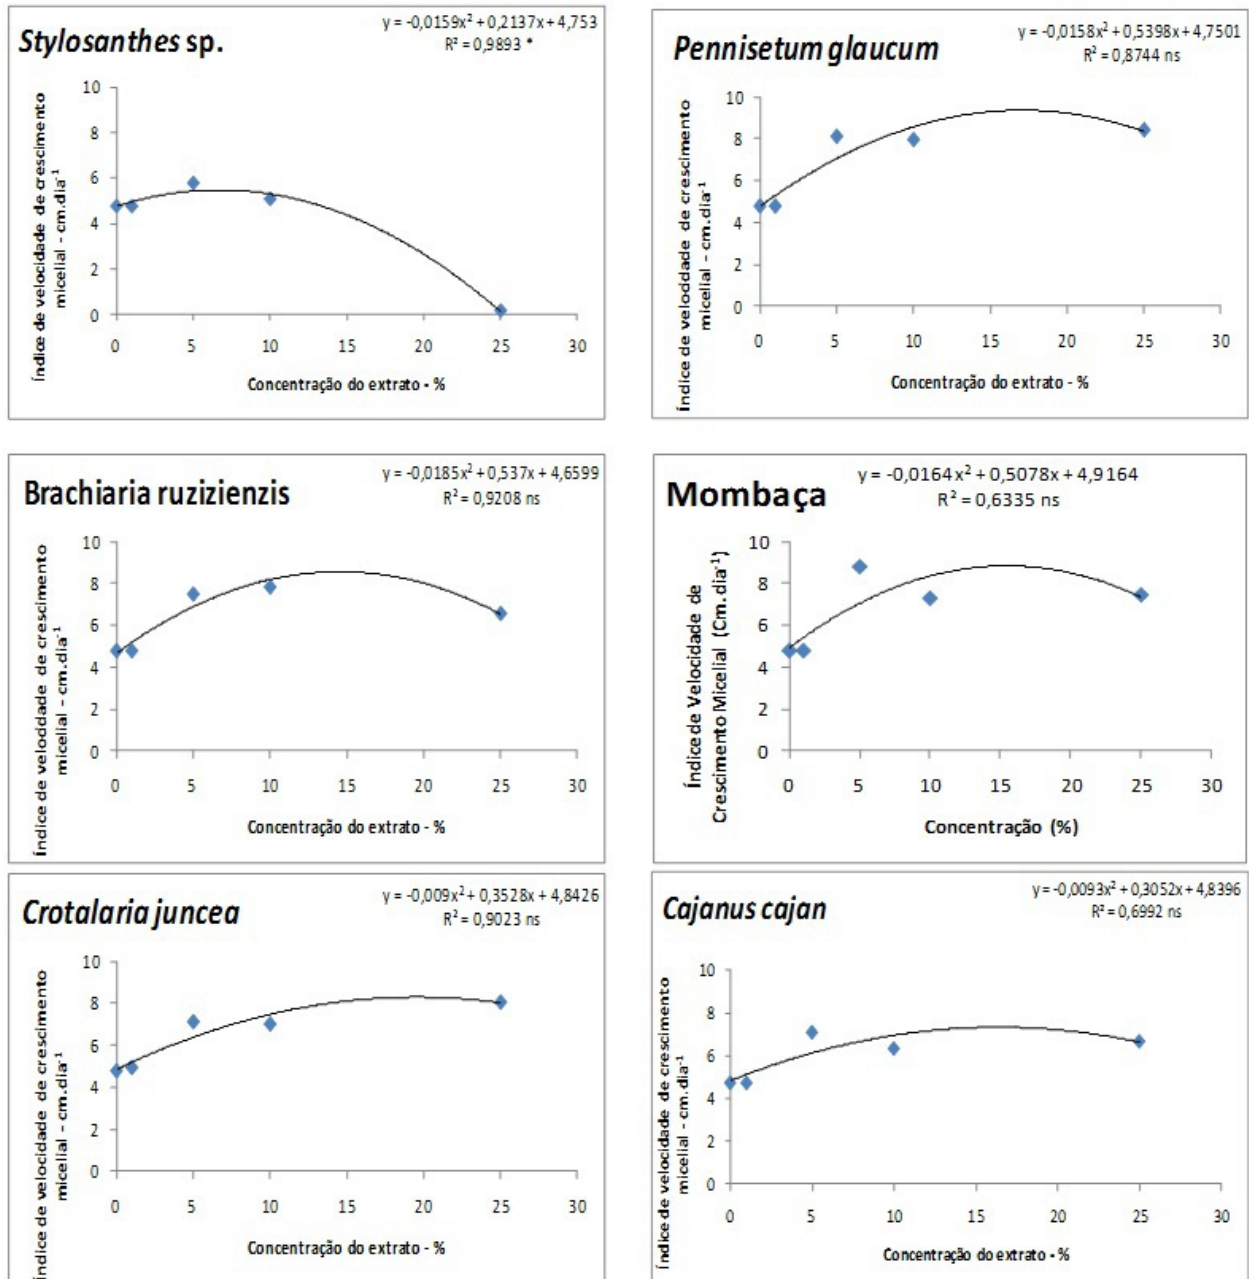 Stylosanthes sp.
y = -0,0159x² + 0,2137x + 4,753
R² = 0,9893 *
Índice de velocidade de crescimento
micelial - cm.dia⁻¹
10
8
6
4
2
0
0 5 10 15 20 25 30
Concentração do extrato - %
Pennisetum glaucum
y = -0,0158x² + 0,5398x + 4,7501
R² = 0,8744 ns
Índice de velocidade de crescimento
micelial - cm.dia⁻¹
10
8
6
4
2
0
0 5 10 15 20 25 30
Concentração do extrato - %
Brachiaria ruzizienzis
y = -0,0185x² + 0,537x + 4,6599
R² = 0,9208 ns
Índice de velocidade de crescimento
micelial - cm.dia⁻¹
10
8
6
4
2
0
0 5 10 15 20 25 30
Concentração do extrato - %
Mombaça
y = -0,0164x² + 0,5078x + 4,9164
R² = 0,6335 ns
Índice de Velocidade de
Crescimento Micelial (Cm.dia⁻¹)
10
8
6
4
2
0
0 5 10 15 20 25 30
Concentração (%)
Crotalaria juncea
y = -0,009x² + 0,3528x + 4,8426
R² = 0,9023 ns
Índice de velocidade de crescimento
micelial - cm.dia⁻¹
10
8
6
4
2
0
0 5 10 15 20 25 30
Concentração do extrato - %
Cajanus cajan
y = -0,0093x² + 0,3052x + 4,8396
R² = 0,6992 ns
Índice de velocidade de crescimento
micelial - cm.dia⁻¹
10
8
6
4
2
0
0 5 10 15 20 25 30
Concentração do extrato - %